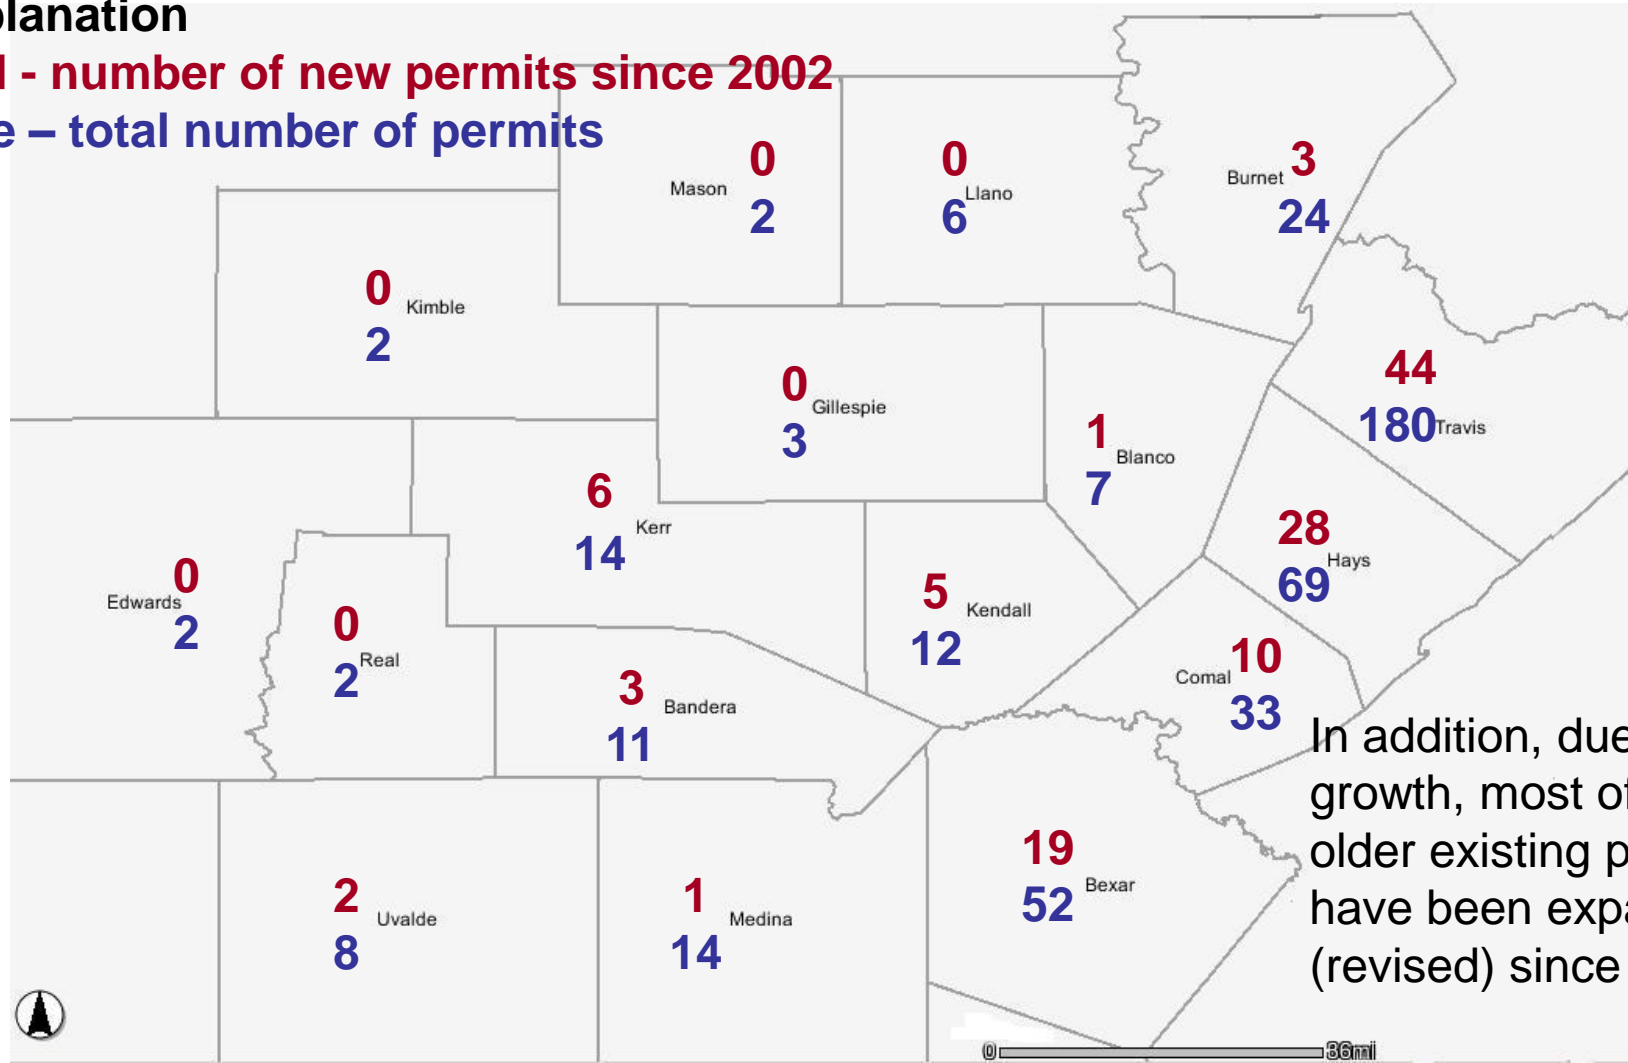 planation
- number of new permits since 2002
– total number of permits
0
Mason
2
0
Llano
6
3
Burnet
24
0
Kimble
2
0
Gillespie
3
1
Blanco
7
44
180 Travis
6
Kerr
14
28
Hays
69
0
Edwards
2
0
Real
2
5
Kendall
12
3
Bandera
11
10
Comal
33
In addition, due
growth, most of
older existing p
have been expa
(revised) since
2
Uvalde
8
1
Medina
14
19
Bexar
52
0 36mi